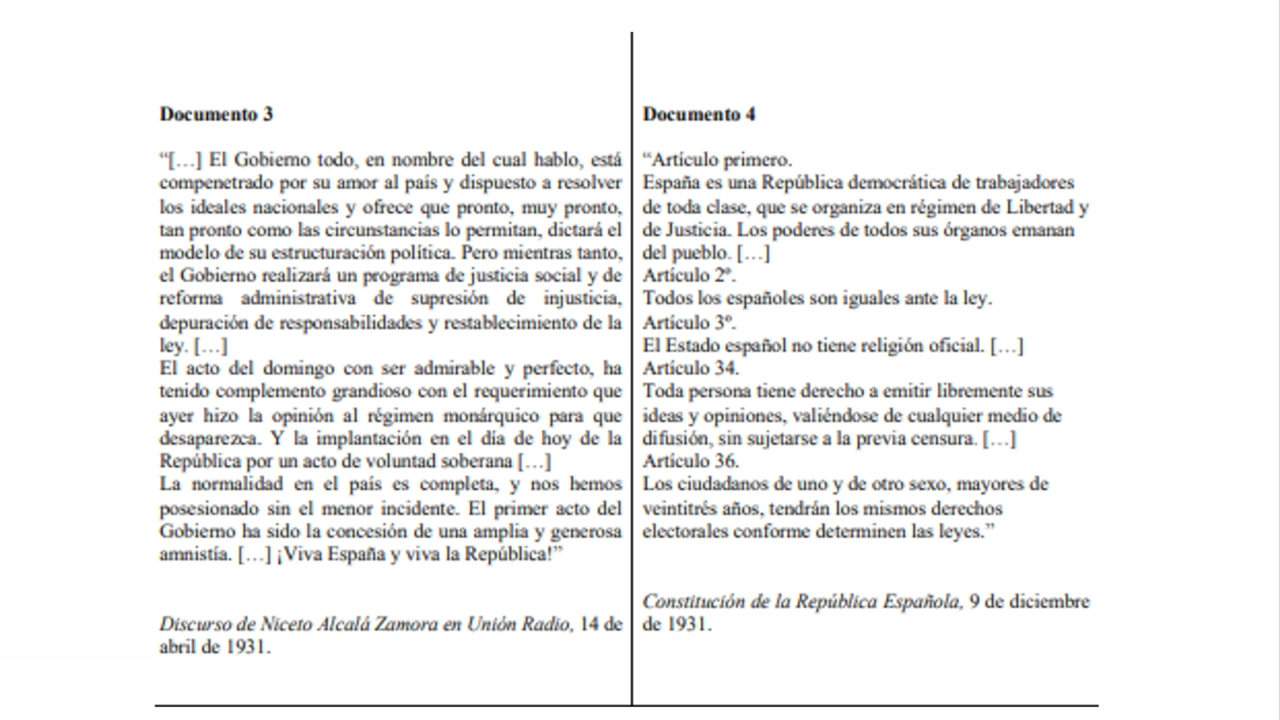 Documento 3
“[…] El Gobierno todo, en nombre del cual hablo, está
compenetrado por su amor al país y dispuesto a resolver
los ideales nacionales y ofrece que pronto, muy pronto,
tan pronto como las circunstancias lo permitan, dictará el
modelo de su estructuración política. Pero mientras tanto,
el Gobierno realizará un programa de justicia social y de
reforma administrativa de supresión de injusticia,
depuración de responsabilidades y restablecimiento de la
ley. […]
El acto del domingo con ser admirable y perfecto, ha
tenido complemento grandioso con el requerimiento que
ayer hizo la opinión al régimen monárquico para que
desaparezca. Y la implantación en el día de hoy de la
República por un acto de voluntad soberana […]
La normalidad en el país es completa, y nos hemos
posesionado sin el menor incidente. El primer acto del
Gobierno ha sido la concesión de una amplia y generosa
amnistía. […] ¡Viva España y viva la República!”
Discurso de Niceto Alcalá Zamora en Unión Radio, 14 de
abril de 1931.
Documento 4
“Artículo primero.
España es una República democrática de trabajadores
de toda clase, que se organiza en régimen de Libertad y
de Justicia. Los poderes de todos sus órganos emanan
del pueblo. […]
Artículo 2º.
Todos los españoles son iguales ante la ley.
Artículo 3º.
El Estado español no tiene religión oficial. […]
Artículo 34.
Toda persona tiene derecho a emitir libremente sus
ideas y opiniones, valiéndose de cualquier medio de
difusión, sin sujetarse a la previa censura. […]
Artículo 36.
Los ciudadanos de uno y de otro sexo, mayores de
veintitrés años, tendrán los mismos derechos
electorales conforme determinen las leyes.”
Constitución de la República Española, 9 de diciembre
de 1931.